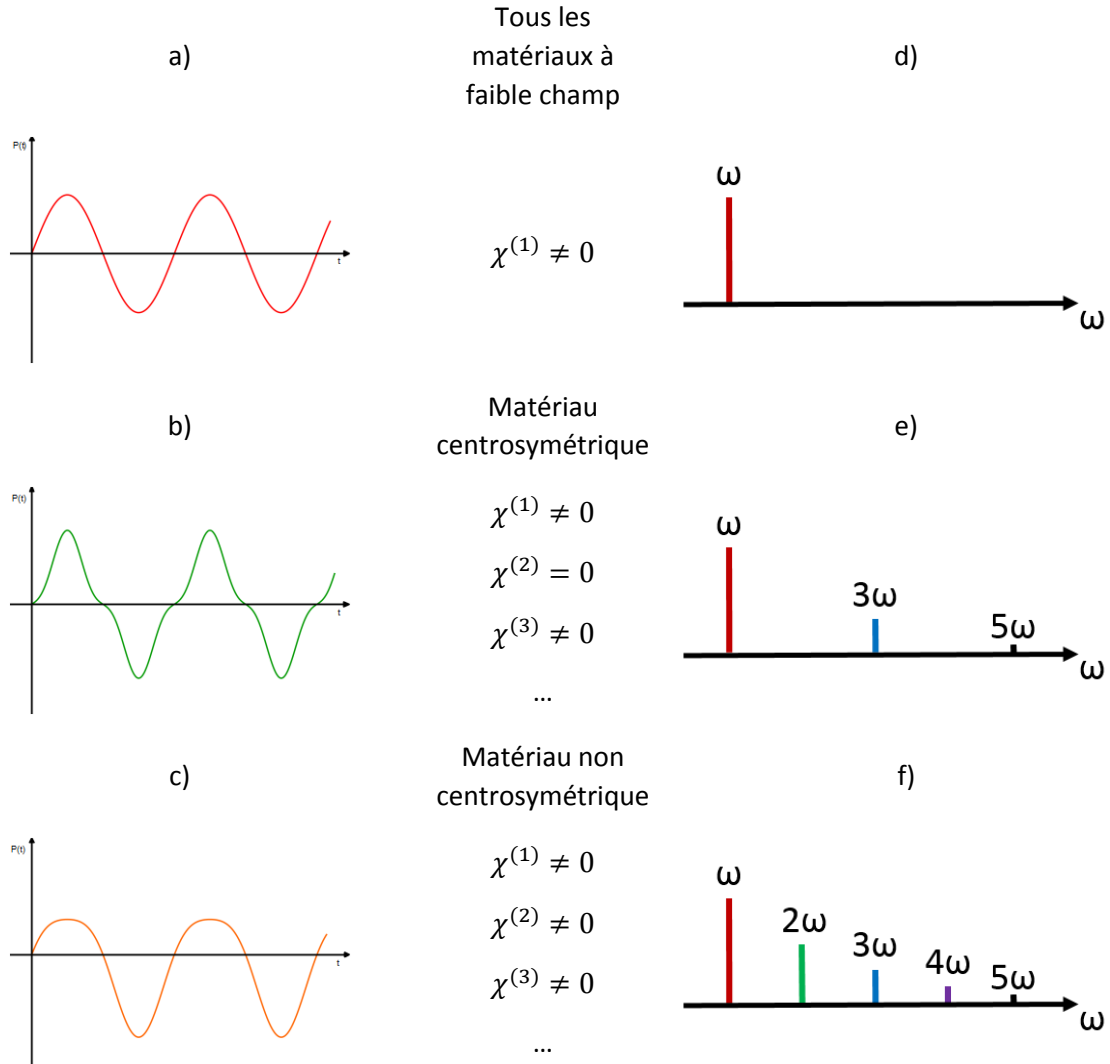 a)
Tous les
matériaux à
faible champ
d)
P(t)
t
χ⁽¹⁾ ≠ 0
ω
ω
b)
Matériau
centrosymétrique
e)
P(t)
t
χ⁽¹⁾ ≠ 0
χ⁽²⁾ = 0
χ⁽³⁾ ≠ 0
...
ω
3ω
5ω
ω
c)
Matériau non
centrosymétrique
f)
P(t)
t
χ⁽¹⁾ ≠ 0
χ⁽²⁾ ≠ 0
χ⁽³⁾ ≠ 0
...
ω
2ω
3ω
4ω
5ω
ω